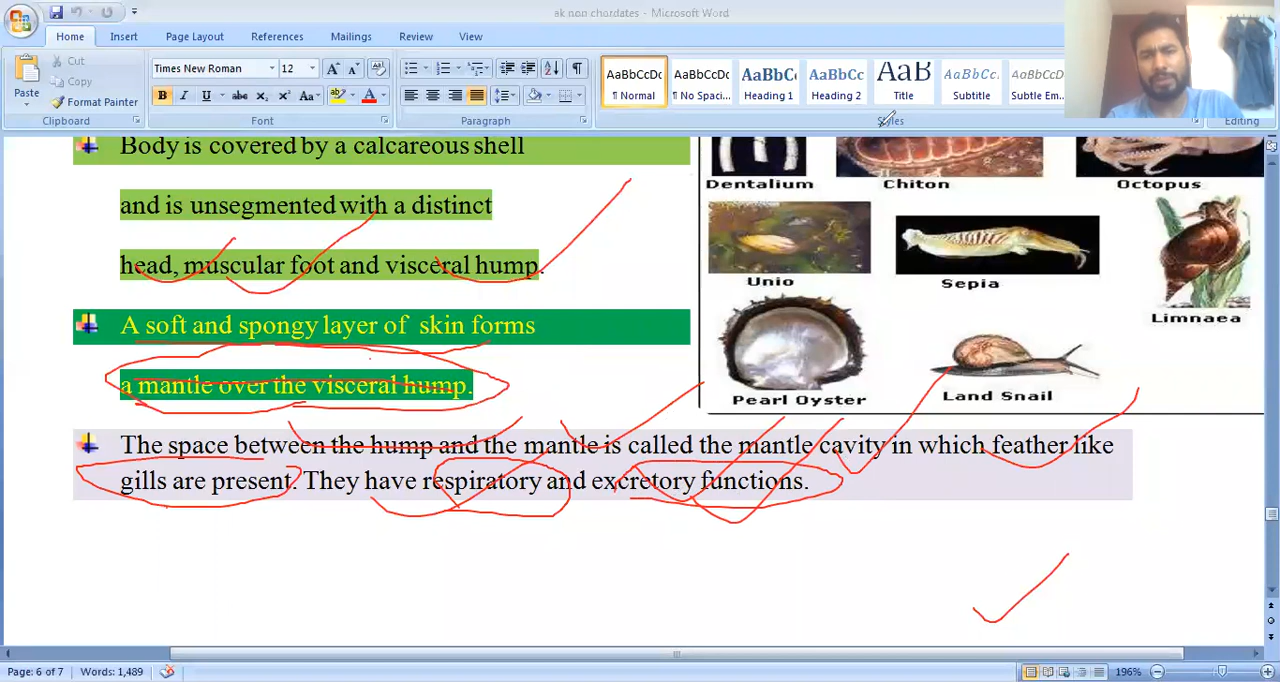 ak non chordates - Microsoft Word
Home Insert Page Layout References Mailings Review View
Paste
Cut
Copy
Format Painter
Clipboard
Times New Roman 12
B I U abc X₂ X² Aa A
Font
Paragraph
AaBbCcDc AaBbCcDc AaBbC AaBbCc AaB AaBbCc. AaBbCcD
¶ Normal ¶ No Spaci... Heading 1 Heading 2 Title Subtitle Subtle Em...
Styles
Editing
Body is covered by a calcareous shell
and is unsegmented with a distinct
head, muscular foot and visceral hump.
A soft and spongy layer of skin forms
a mantle over the visceral hump.
Dentalium Chiton Octopus
Unio Sepia Limnaea
Pearl Oyster Land Snail
The space between the hump and the mantle is called the mantle cavity in which feather like
gills are present. They have respiratory and excretory functions.
Page: 6 of 7 Words: 1,489 196%